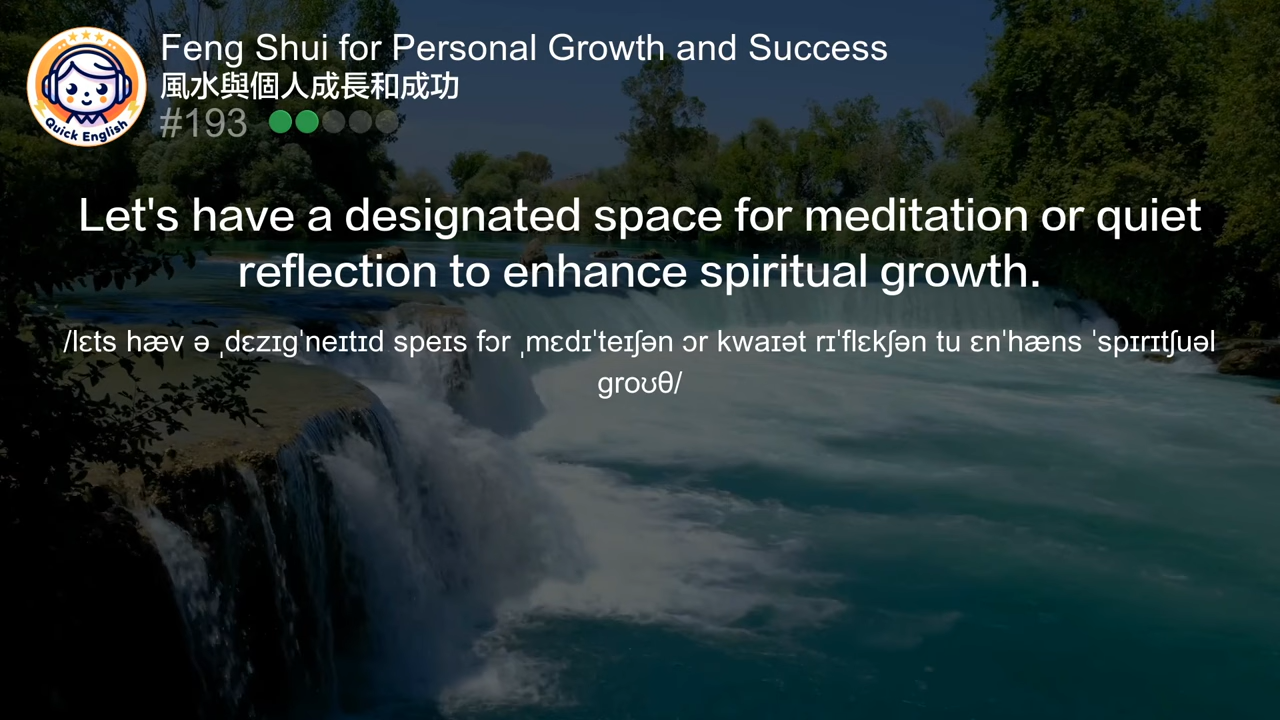 Feng Shui for Personal Growth and Success
風水與個人成長和成功
#193
Quick English
Let's have a designated space for meditation or quiet
reflection to enhance spiritual growth.
/lɛts hæv ə ˌdɛzɪgˈneɪtɪd speɪs fɔr ˌmɛdɪˈteɪʃən ɔr kwaɪət rɪˈflɛkʃən tu ɛnˈhæns ˈspɪrɪtʃuəl
groʊθ/